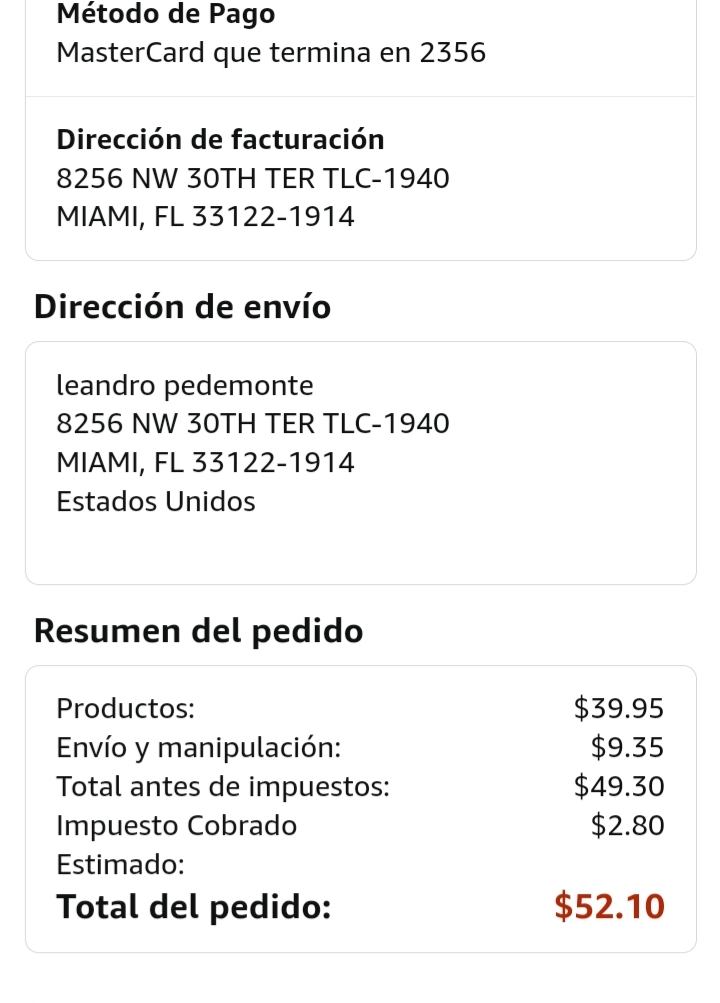 Método de Pago
MasterCard que termina en 2356
Dirección de facturación
8256 NW 30TH TER TLC-1940
MIAMI, FL 33122-1914
Dirección de envío
leandro pedemonte
8256 NW 30TH TER TLC-1940
MIAMI, FL 33122-1914
Estados Unidos
Resumen del pedido
Productos: $39.95
Envío y manipulación: $9.35
Total antes de impuestos: $49.30
Impuesto Cobrado $2.80
Estimado:
Total del pedido: $52.10